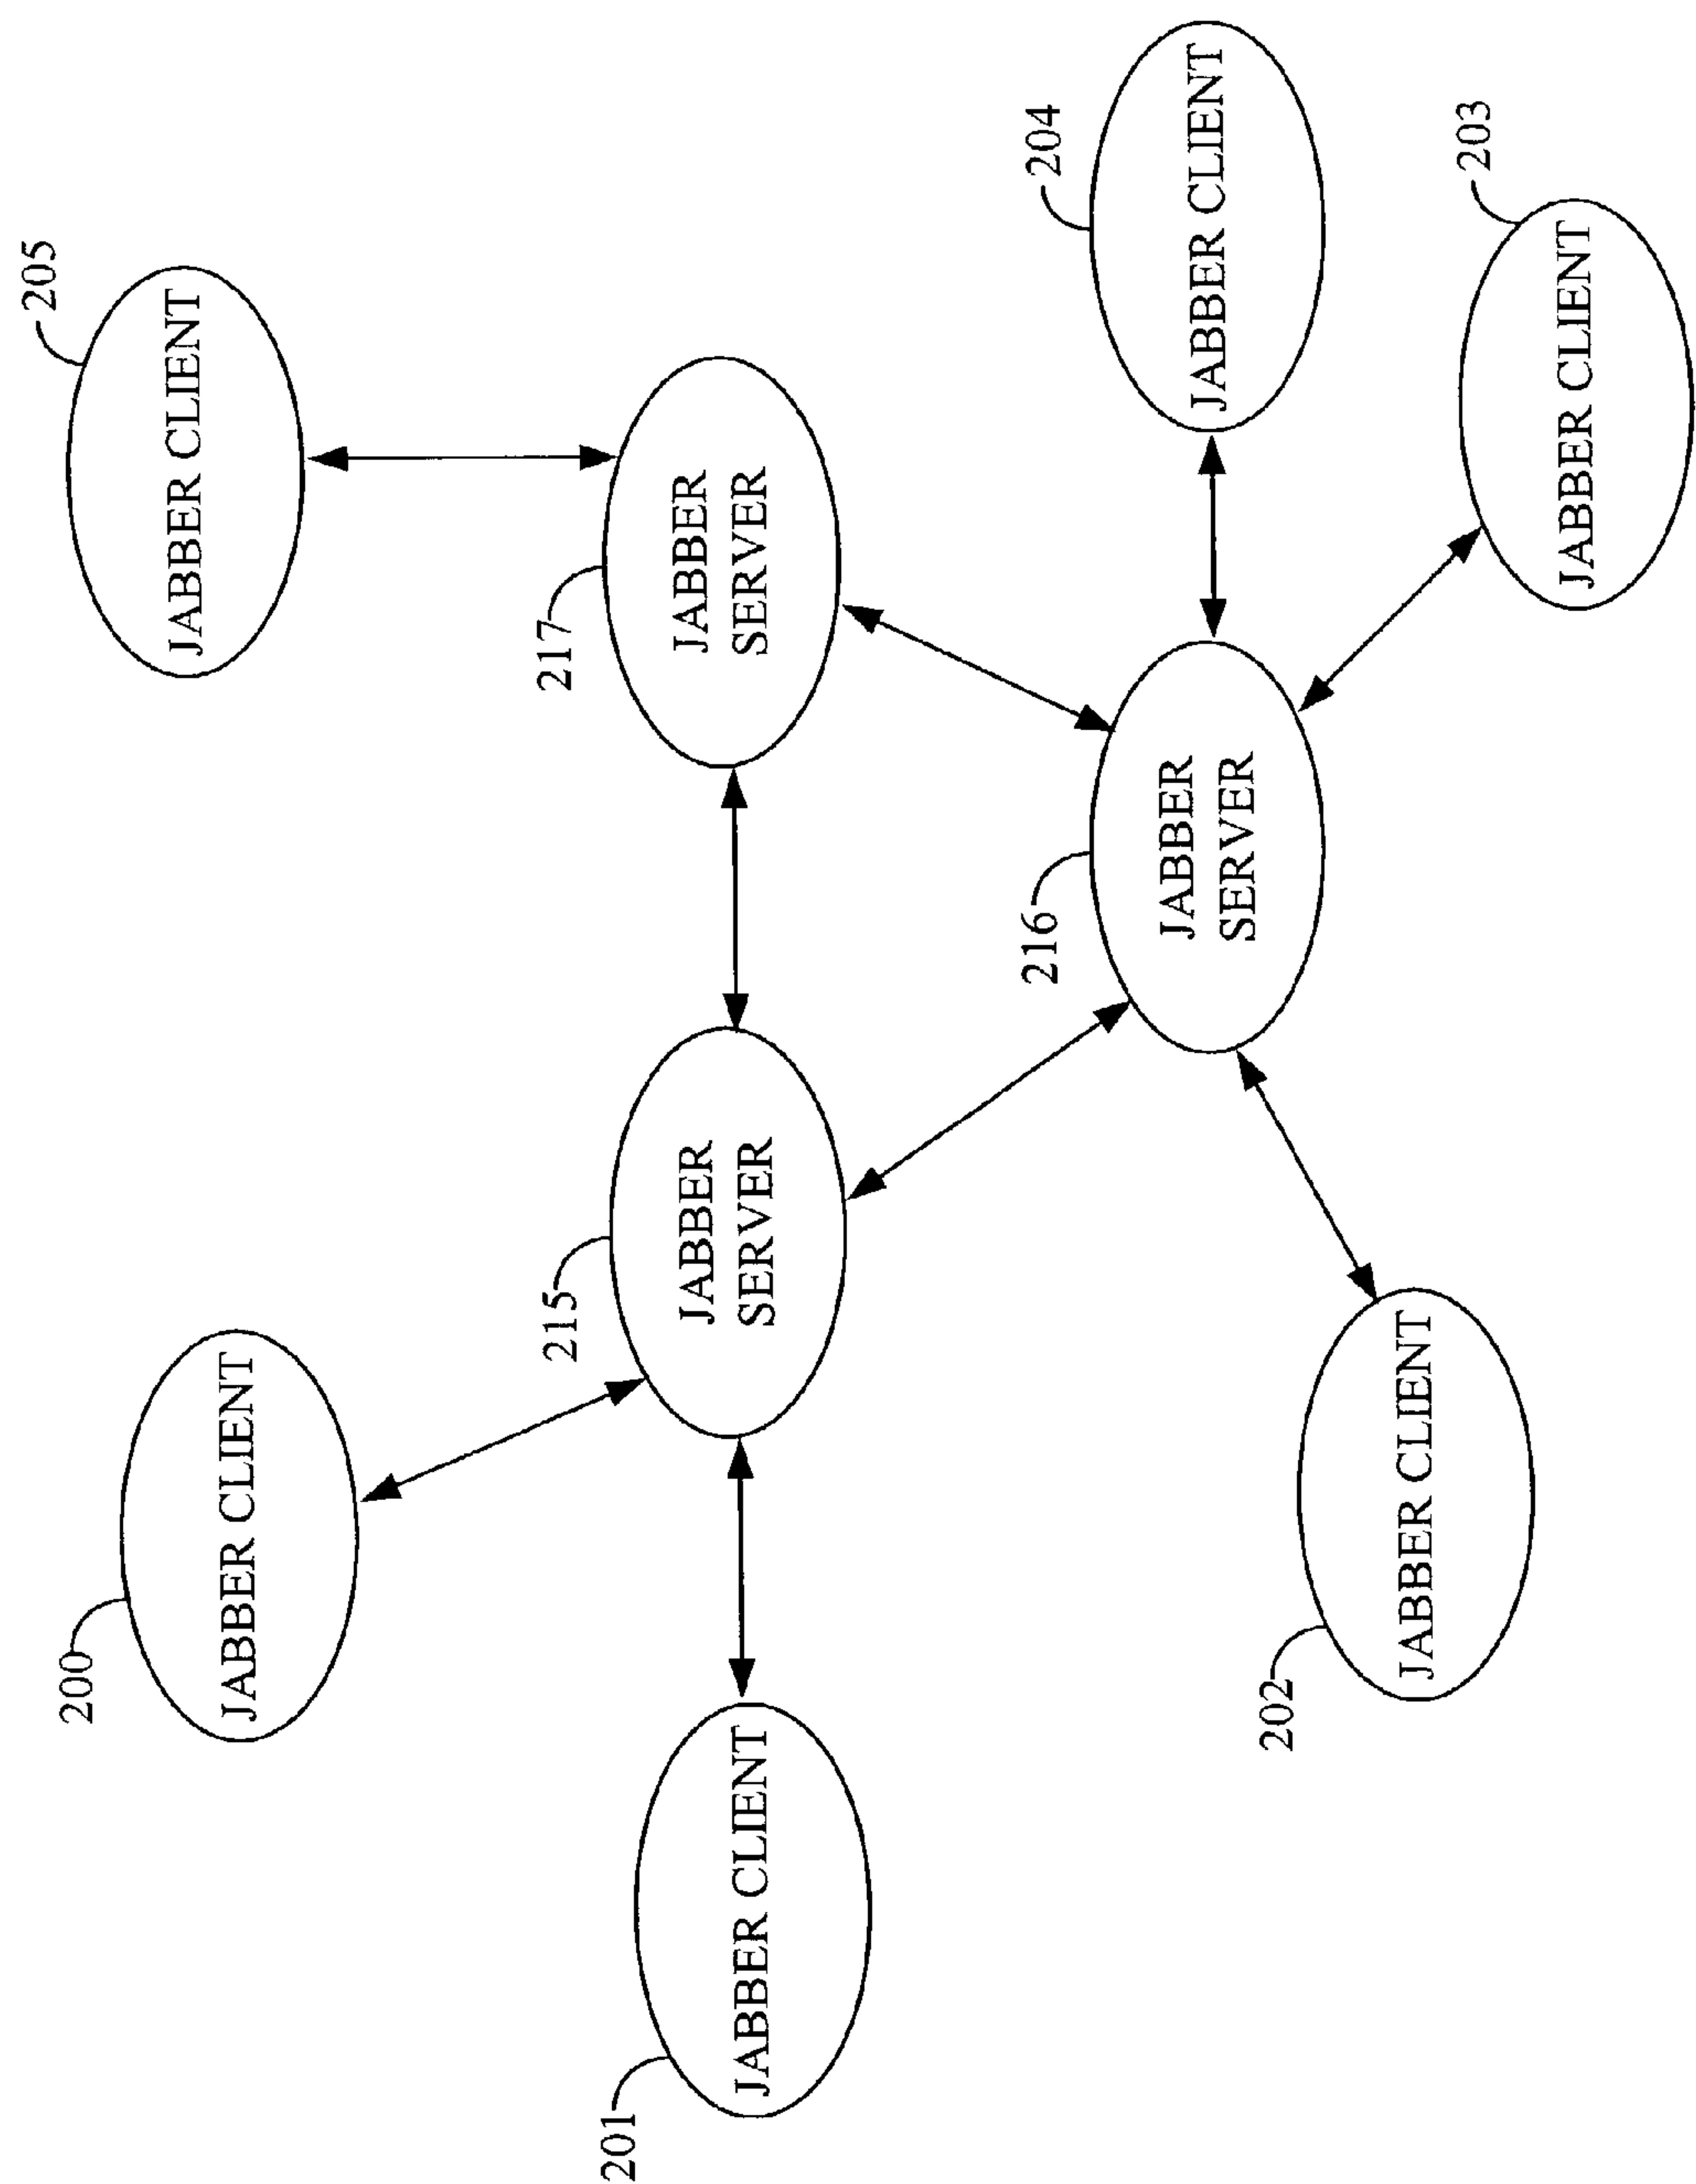 205
JABBER CLIENT
204
JABBER CLIENT
203
JABBER CLIENT
217
JABBER
SERVER
216
JABBER
SERVER
215
JABBER
SERVER
200
JABBER CLIENT
201
JABBER CLIENT
202
JABBER CLIENT